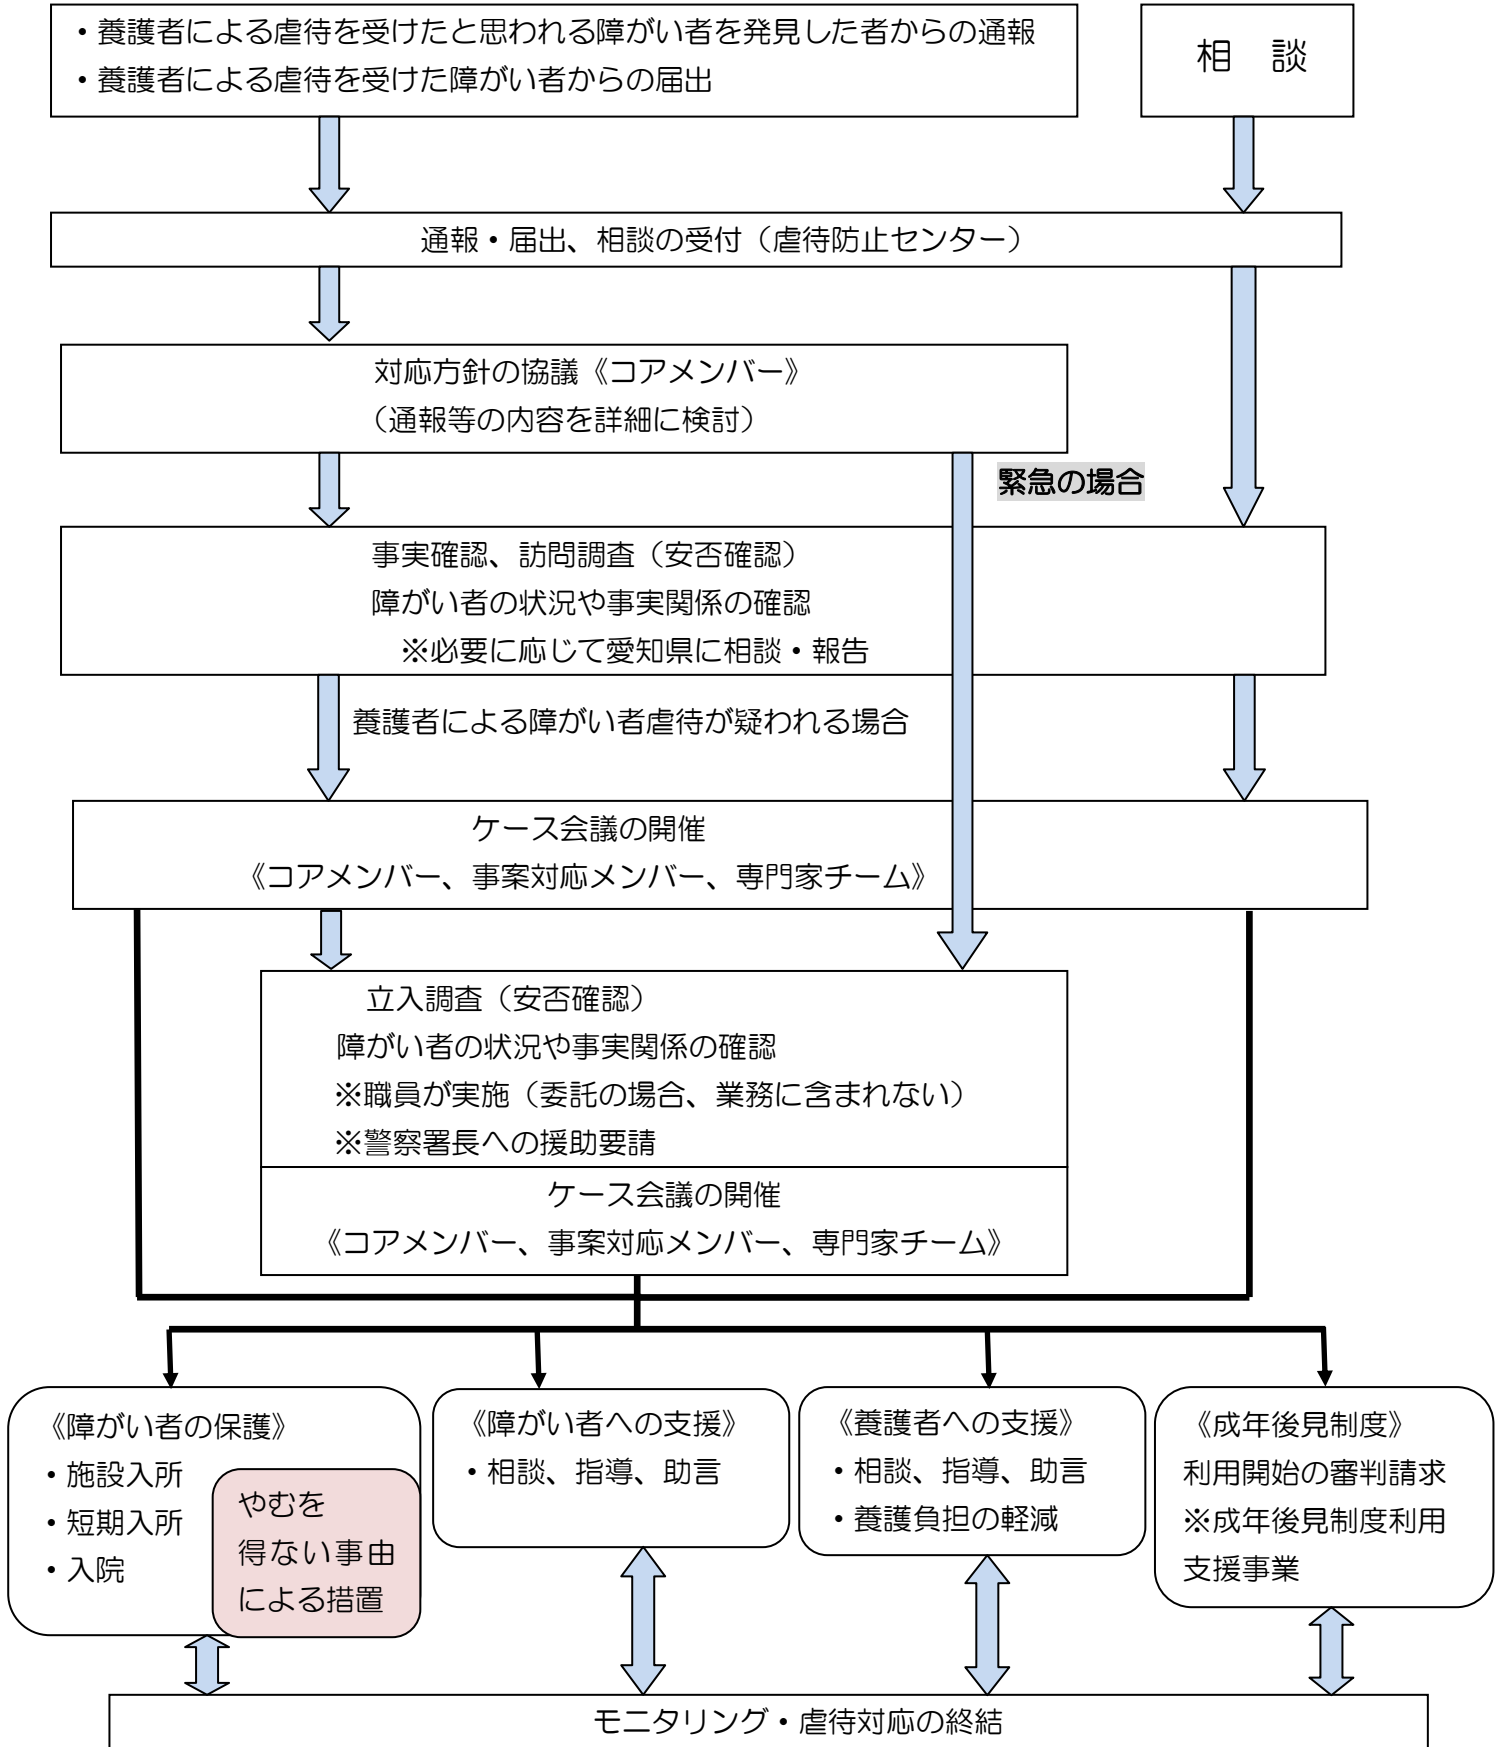 ・養護者による虐待を受けたと思われる障がい者を発見した者からの通報
・養護者による虐待を受けた障がい者からの届出
相　談
通報・届出、相談の受付（虐待防止センター）
対応方針の協議《コアメンバー》
（通報等の内容を詳細に検討）
緊急の場合
事実確認、訪問調査（安否確認）
障がい者の状況や事実関係の確認
※必要に応じて愛知県に相談・報告
養護者による障がい者虐待が疑われる場合
ケース会議の開催
《コアメンバー、事案対応メンバー、専門家チーム》
立入調査（安否確認）
障がい者の状況や事実関係の確認
※職員が実施（委託の場合、業務に含まれない）
※警察署長への援助要請
ケース会議の開催
《コアメンバー、事案対応メンバー、専門家チーム》
《障がい者の保護》
・施設入所
・短期入所
・入院
やむを
得ない事由
による措置
《障がい者への支援》
・相談、指導、助言
《養護者への支援》
・相談、指導、助言
・養護負担の軽減
《成年後見制度》
利用開始の審判請求
※成年後見制度利用
支援事業
モニタリング・虐待対応の終結